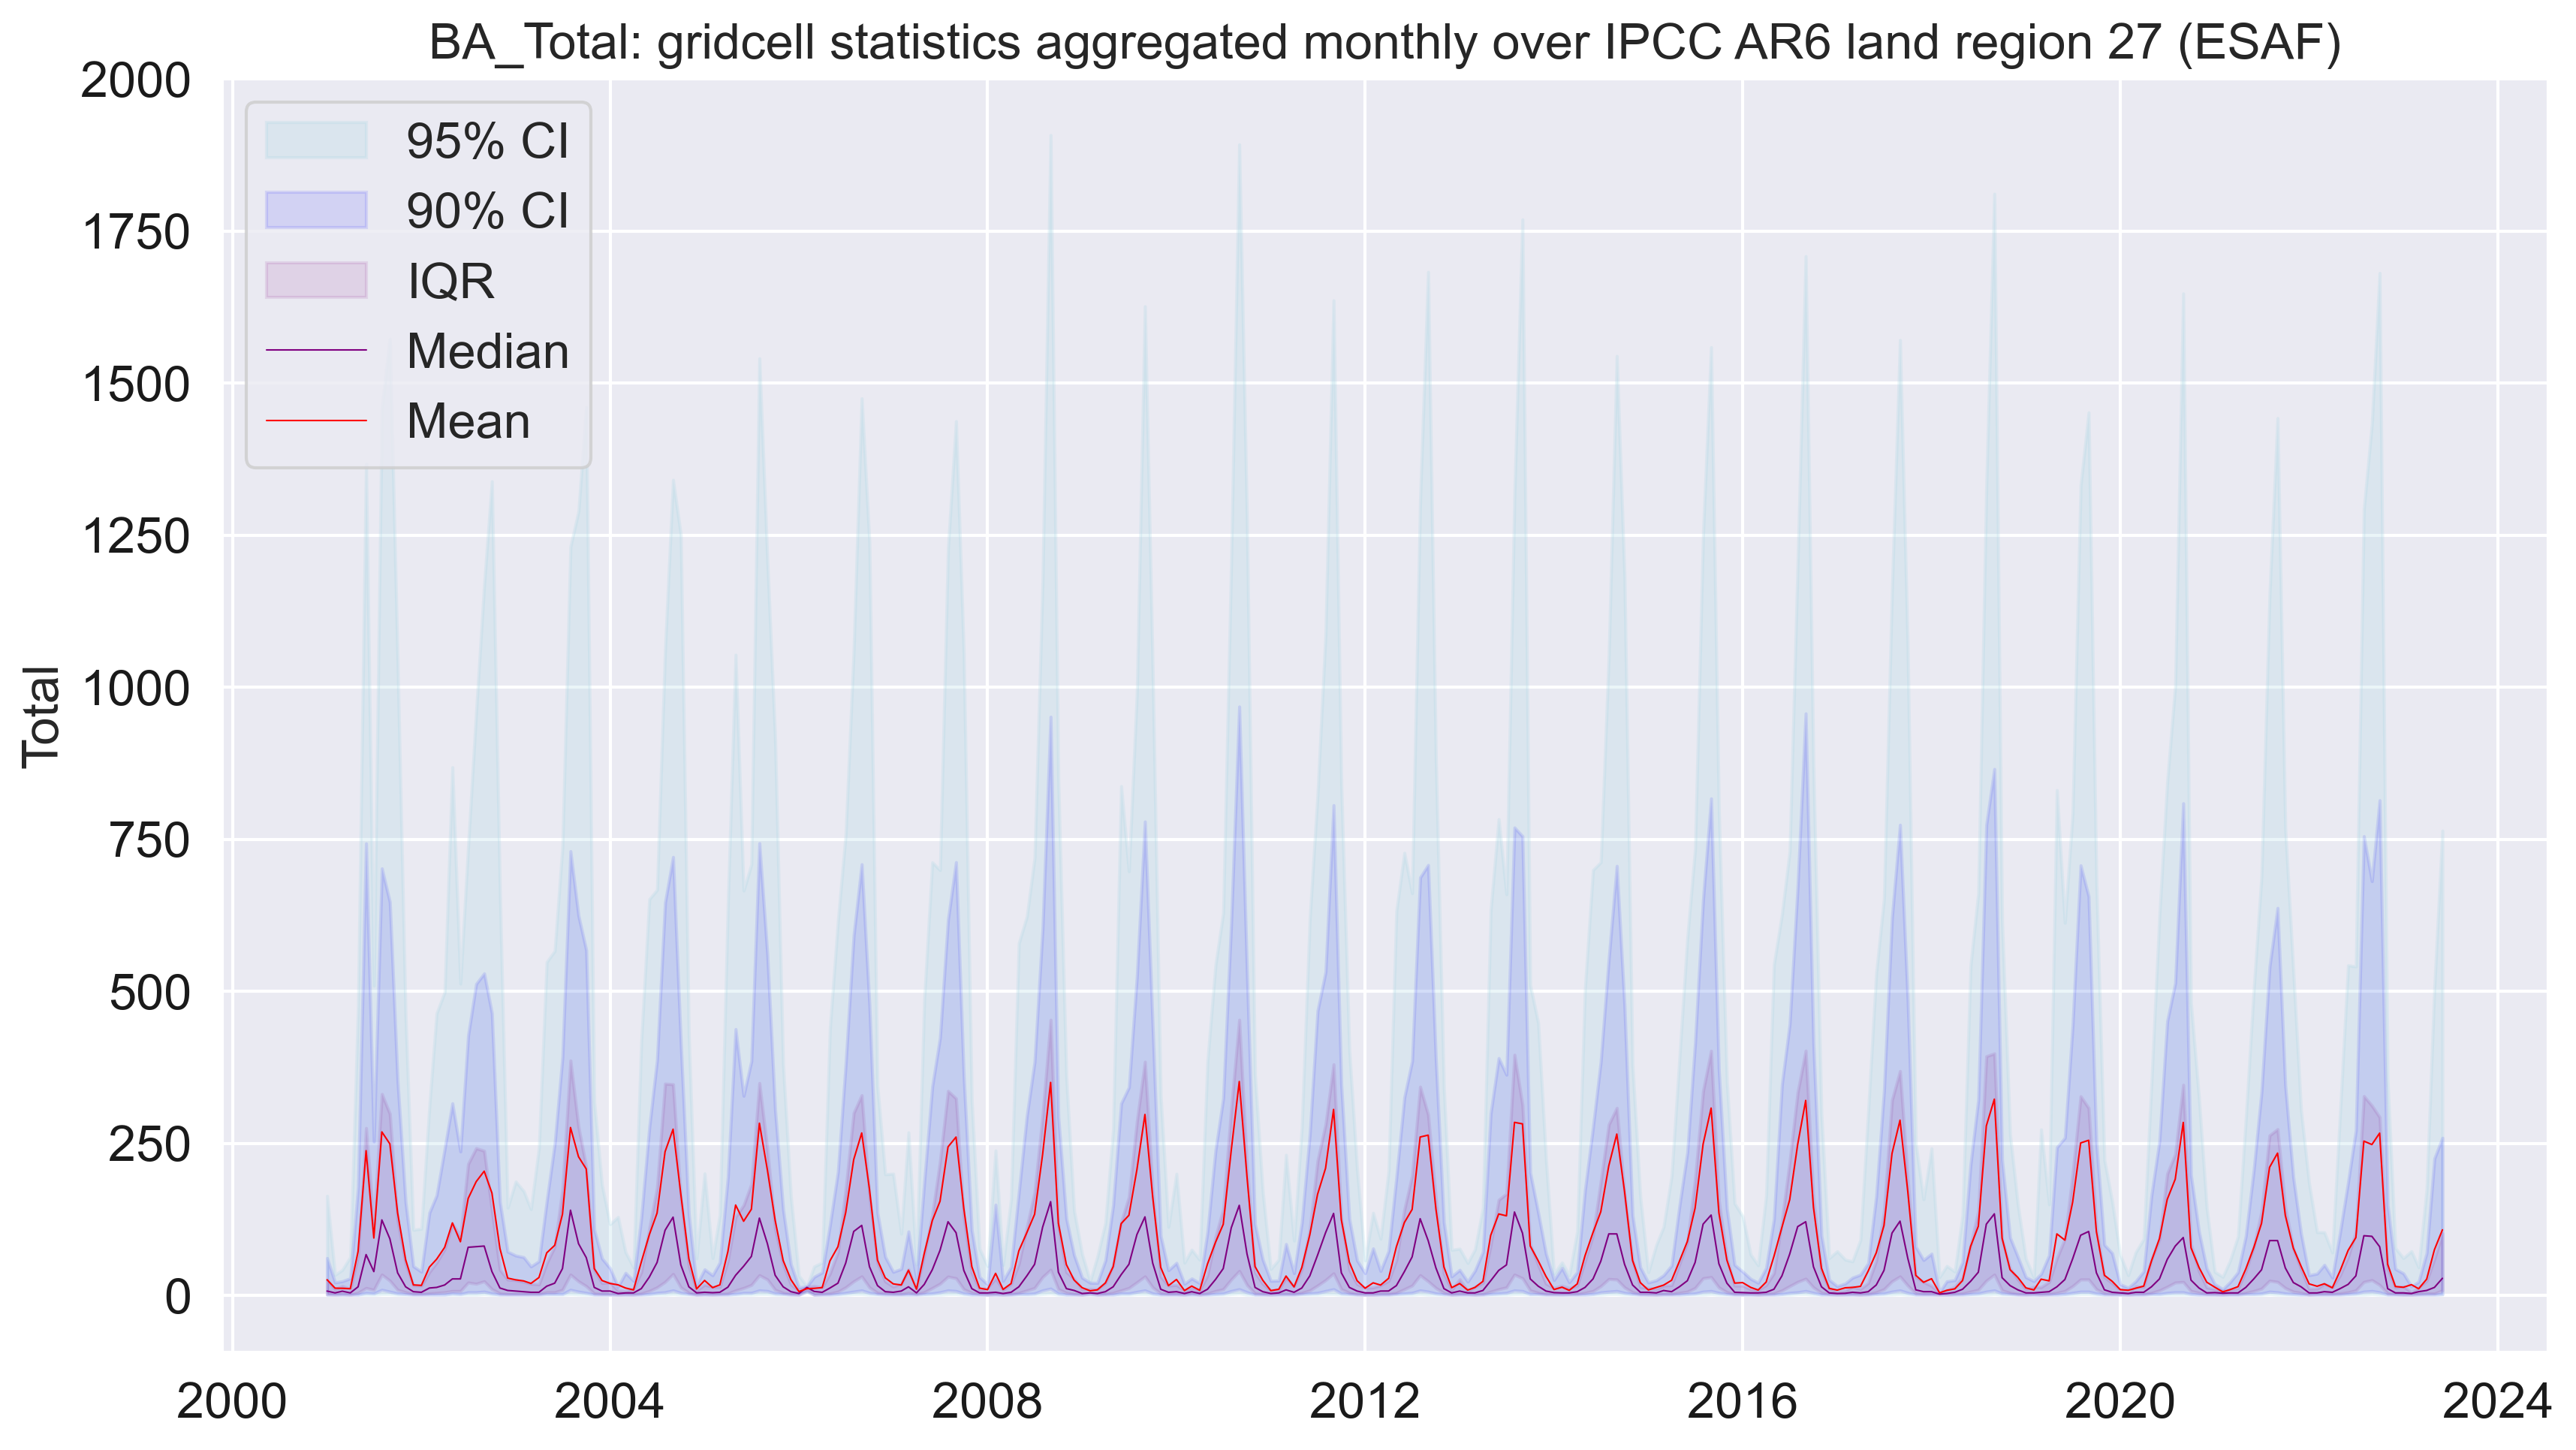 BA_Total: gridcell statistics aggregated monthly over IPCC AR6 land region 27 (ESAF)
2000
1750
1500
1250
1000
750
500
250
0
Total
95% CI
90% CI
IQR
Median
Mean
2000 2004 2008 2012 2016 2020 2024